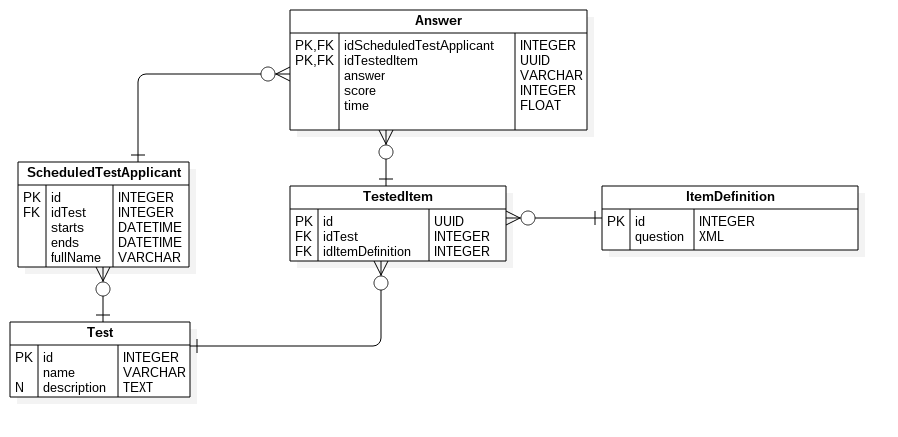 Answer
PK,FK idScheduledTestApplicant INTEGER
PK,FK idTestedItem UUID
answer VARCHAR
score INTEGER
time FLOAT
ScheduledTestApplicant
PK id INTEGER
FK idTest INTEGER
starts DATETIME
ends DATETIME
fullName VARCHAR
TestedItem
PK id UUID
FK idTest INTEGER
FK idItemDefinition INTEGER
ItemDefinition
PK id INTEGER
question XML
Test
PK id INTEGER
name VARCHAR
N description TEXT